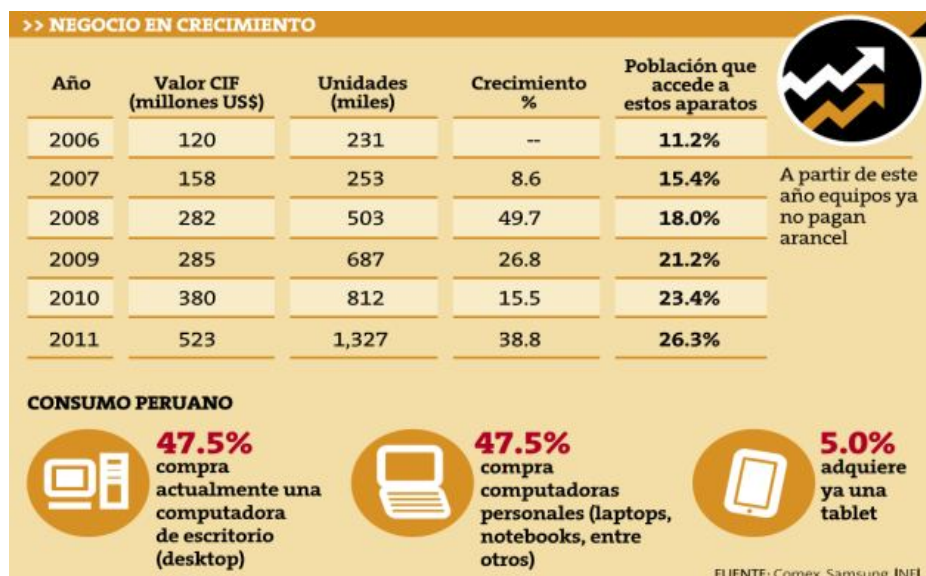 >> NEGOCIO EN CRECIMIENTO
Año Valor CIF (millones US$) Unidades (miles) Crecimiento % Población que accede a estos aparatos
2006 120 231 -- 11.2%
2007 158 253 8.6 15.4%
2008 282 503 49.7 18.0%
2009 285 687 26.8 21.2%
2010 380 812 15.5 23.4%
2011 523 1,327 38.8 26.3%
A partir de este
año equipos ya
no pagan
arancel
CONSUMO PERUANO
47.5%
compra
actualmente una
computadora
de escritorio
(desktop)
47.5%
compra
computadoras
personales (laptops,
notebooks, entre
otros)
5.0%
adquiere
ya una
tablet
FUENTE: Comex, Samsung, INEI